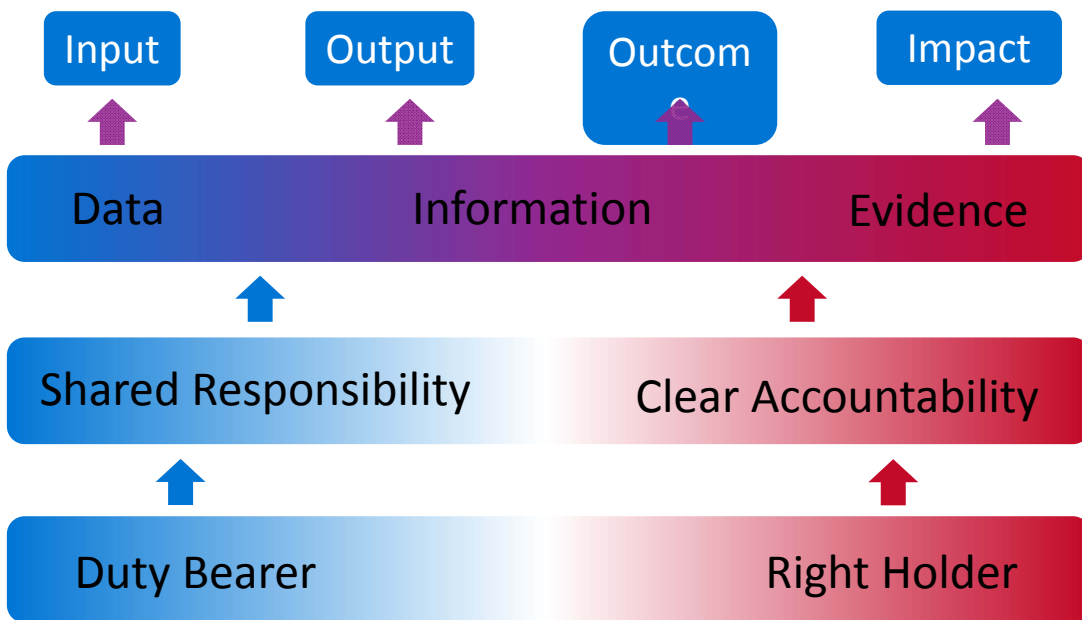 Input Output Outcom Impact
e
Data Information Evidence
Shared Responsibility Clear Accountability
Duty Bearer Right Holder